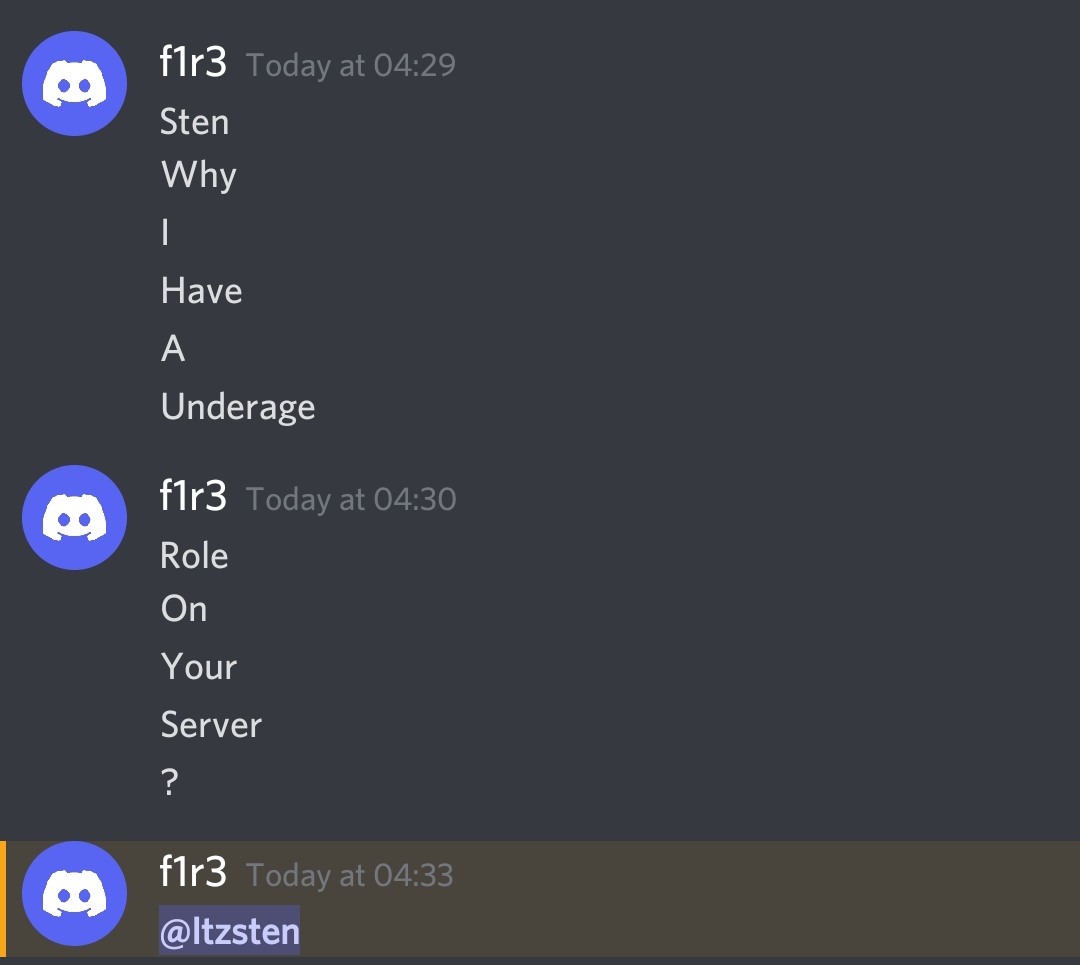 f1r3 Today at 04:29
Sten
Why
I
Have
A
Underage
f1r3 Today at 04:30
Role
On
Your
Server
?
f1r3 Today at 04:33
@Itzsten